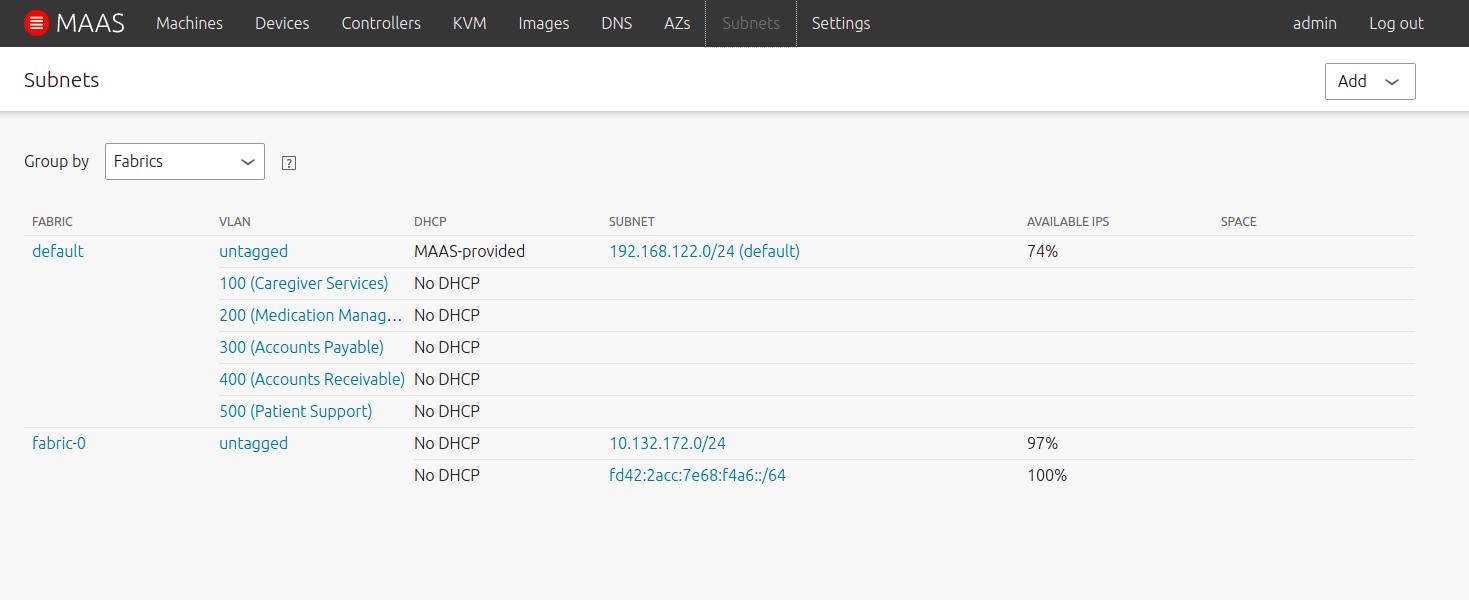 MAAS Machines Devices Controllers KVM Images DNS AZs Subnets Settings admin Log out
Subnets Add
Group by Fabrics ?
FABRIC VLAN DHCP SUBNET AVAILABLE IPS SPACE
default untagged MAAS-provided 192.168.122.0/24 (default) 74%
100 (Caregiver Services) No DHCP
200 (Medication Manag... No DHCP
300 (Accounts Payable) No DHCP
400 (Accounts Receivable) No DHCP
500 (Patient Support) No DHCP
fabric-0 untagged No DHCP 10.132.172.0/24 97%
No DHCP fd42:2acc:7e68:f4a6::/64 100%